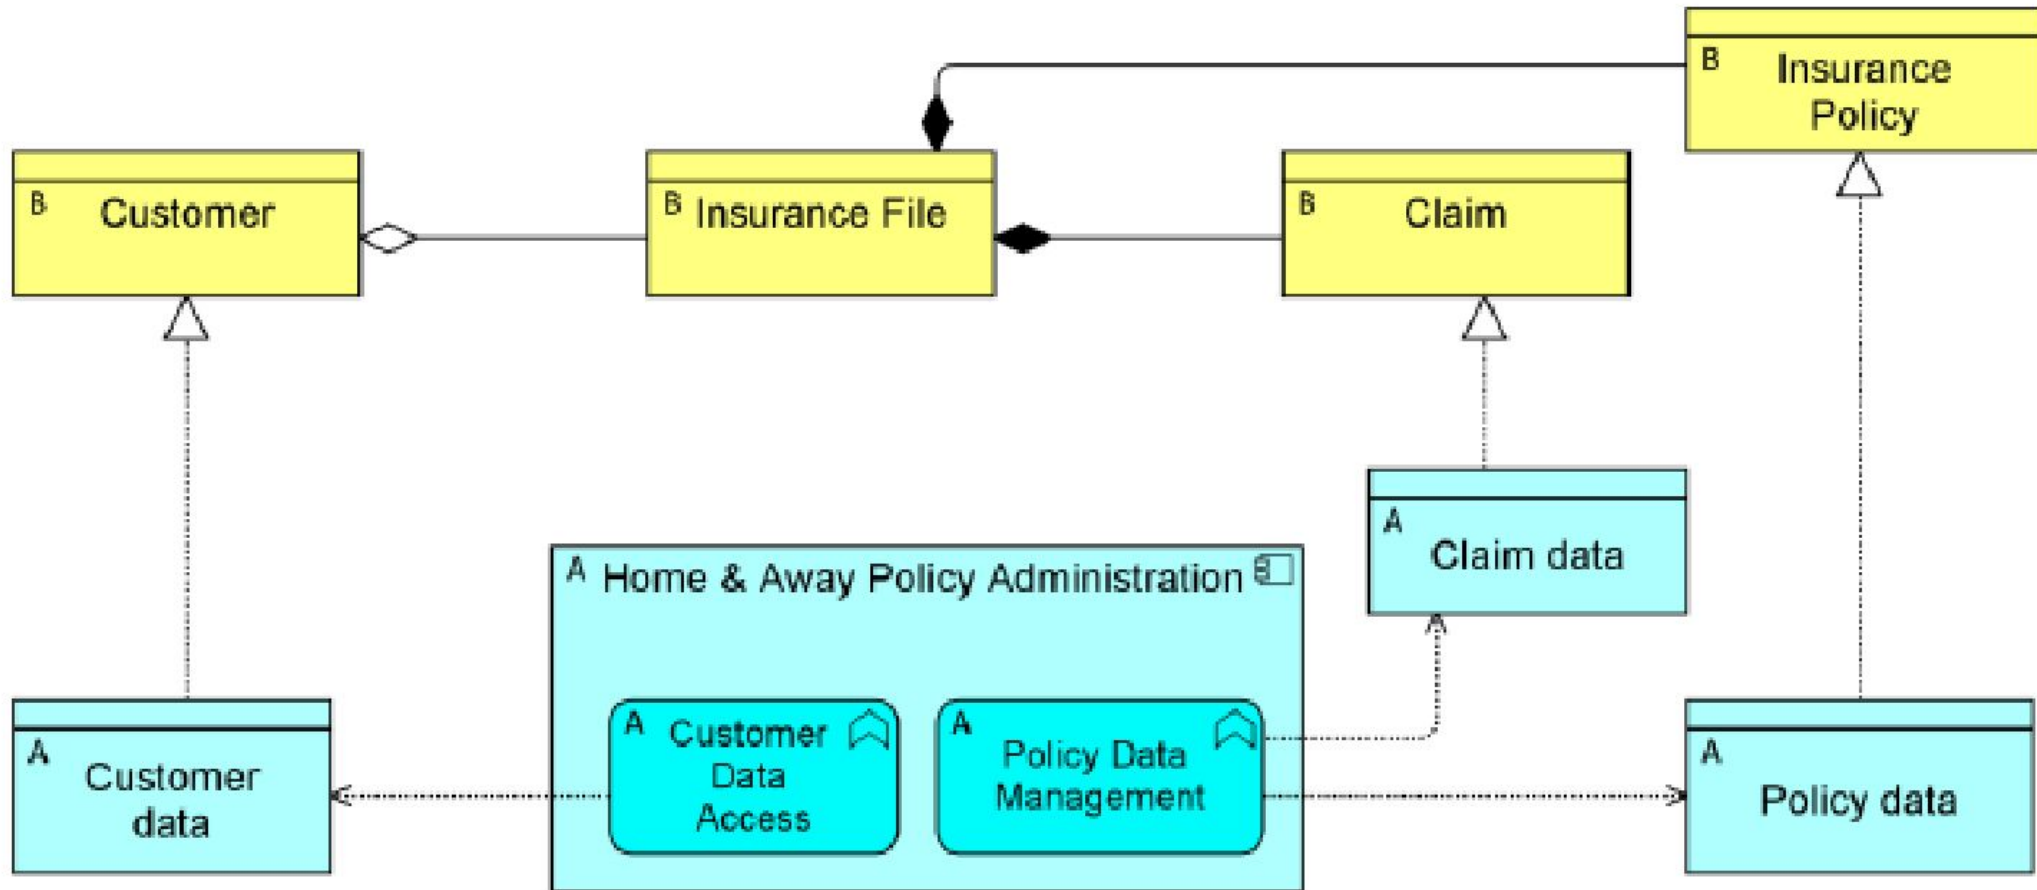 B Insurance
Policy
B Customer
B Insurance File
B Claim
A Claim data
A Home & Away Policy Administration
A Customer
data
A Customer
Data
Access
A Policy Data
Management
A Policy data